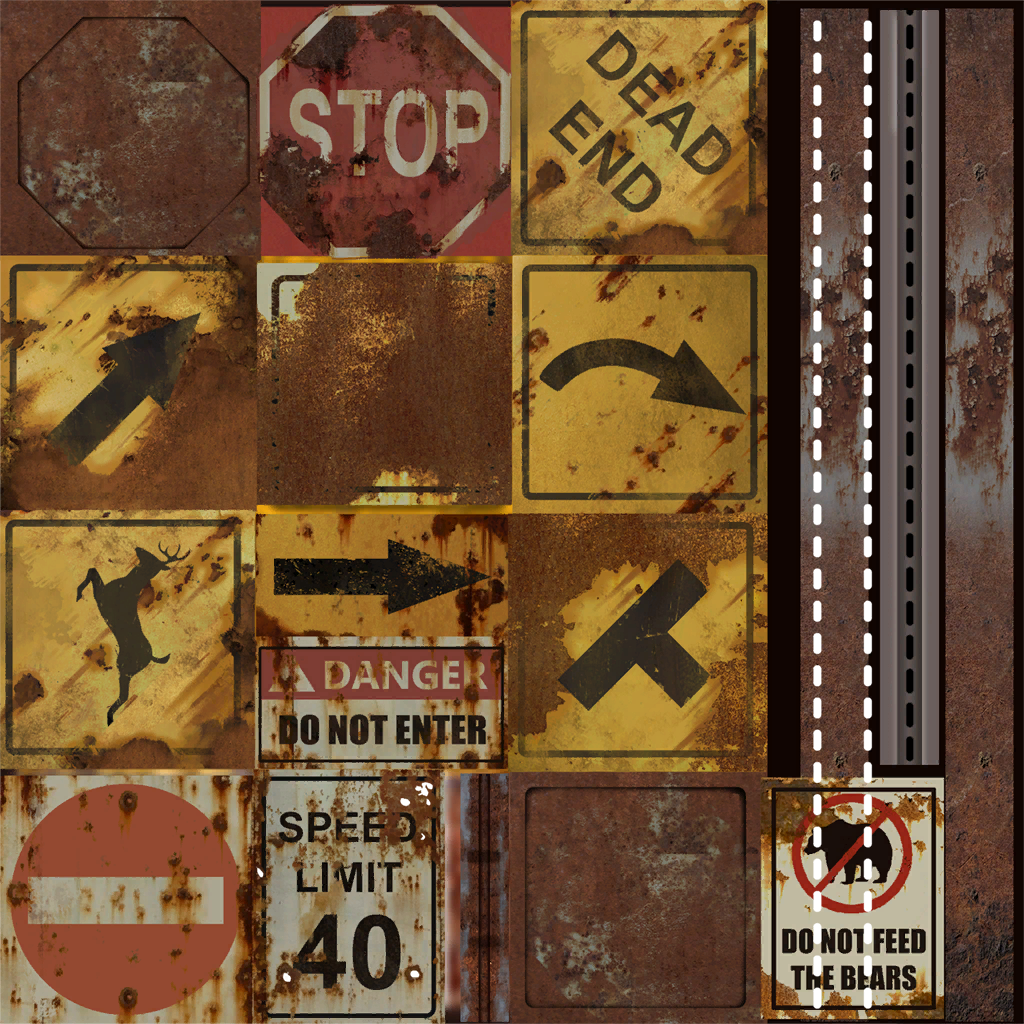 STOP
DEAD
END
DANGER
DO NOT ENTER
SPEED
LIMIT
40
DO NOT FEED
THE BEARS